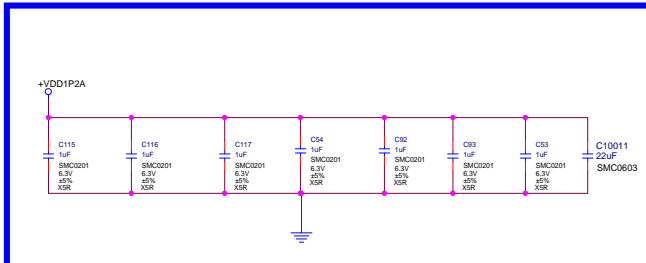 +VDD1P2A
C115
1uF
SMC0201
6.3V
±5%
X5R
C116
1uF
SMC0201
6.3V
±5%
X5R
C117
1uF
SMC0201
6.3V
±5%
X5R
C54
1uF
SMC0201
6.3V
±5%
X5R
C92
1uF
SMC0201
6.3V
±5%
X5R
C93
1uF
SMC0201
6.3V
±5%
X5R
C53
1uF
SMC0201
6.3V
±5%
X5R
C10011
22uF
SMC0603